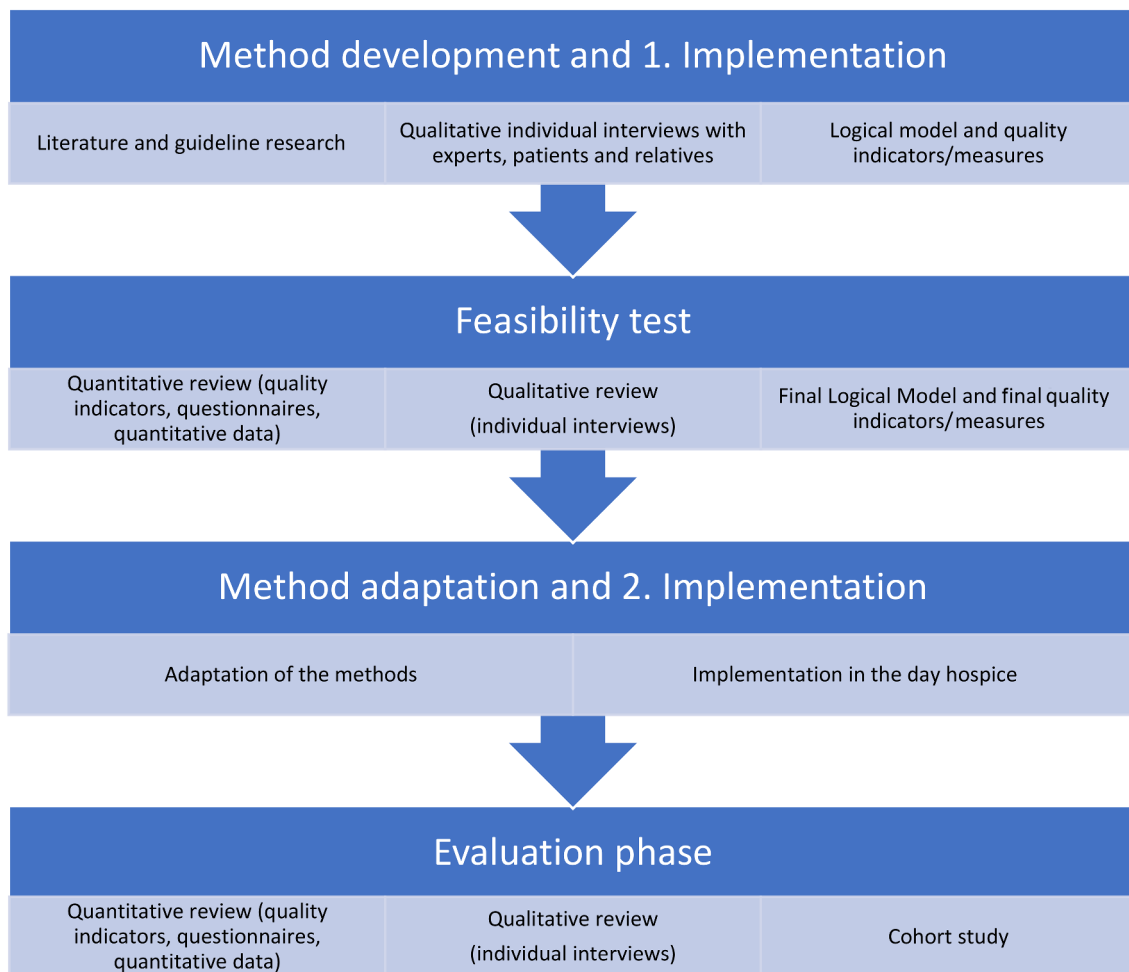 Method development and 1. Implementation
Literature and guideline research
Qualitative individual interviews with
experts, patients and relatives
Logical model and quality
indicators/measures
Feasibility test
Quantitative review (quality
indicators, questionnaires,
quantitative data)
Qualitative review
(individual interviews)
Final Logical Model and final quality
indicators/measures
Method adaptation and 2. Implementation
Adaptation of the methods
Implementation in the day hospice
Evaluation phase
Quantitative review (quality
indicators, questionnaires,
quantitative data)
Qualitative review
(individual interviews)
Cohort study